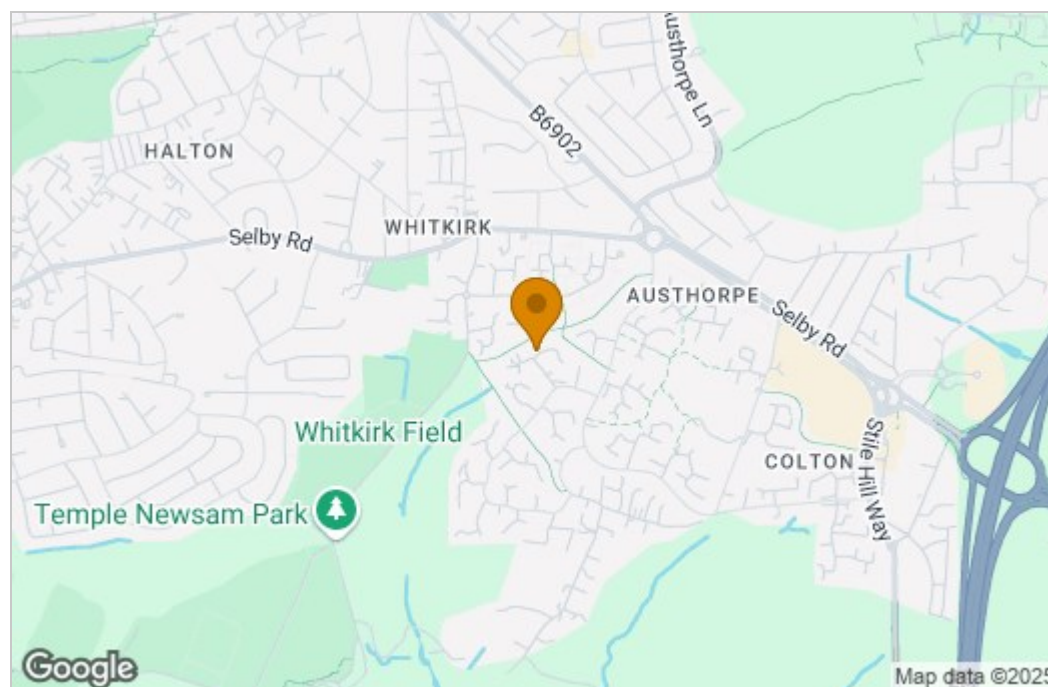 Austhorpe Ln
B6902
HALTON
WHITKIRK
Selby Rd
AUSTHORPE
Selby Rd
Whitkirk Field
COLTON
Stile Hill Way
Temple Newsam Park
Google
Map data ©2025